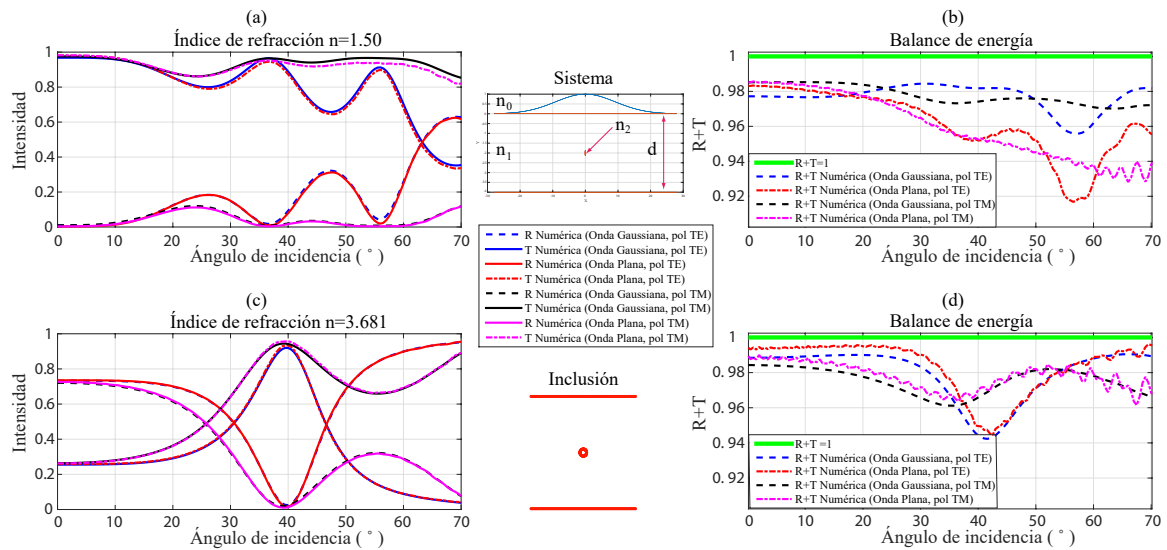 (a)
Índice de refracción n=1.50
Intensidad
1
0.8
0.6
0.4
0.2
0
0 10 20 30 40 50 60 70
Ángulo de incidencia ( ° )
Sistema
n0
n1
n2
d
(b)
Balance de energía
R+T
1
0.98
0.96
0.94
0.92
R+T=1
R+T Numérica (Onda Gaussiana, pol TE)
R+T Numérica (Onda Plana, pol TE)
R+T Numérica (Onda Gaussiana, pol TM)
R+T Numérica (Onda Plana, pol TM)
0 10 20 30 40 50 60 70
Ángulo de incidencia ( ° )
R Numérica (Onda Gaussiana, pol TE)
T Numérica (Onda Gaussiana, pol TE)
R Numérica (Onda Plana, pol TE)
T Numérica (Onda Plana, pol TE)
R Numérica (Onda Gaussiana, pol TM)
T Numérica (Onda Gaussiana, pol TM)
R Numérica (Onda Plana, pol TM)
T Numérica (Onda Plana, pol TM)
(c)
Índice de refracción n=3.681
Intensidad
1
0.8
0.6
0.4
0.2
0
0 10 20 30 40 50 60 70
Ángulo de incidencia ( ° )
Inclusión
(d)
Balance de energía
R+T
1
0.98
0.96
0.94
0.92
R+T =1
R+T Numérica (Onda Gaussiana, pol TE)
R+T Numérica (Onda Plana, pol TE)
R+T Numérica (Onda Gaussiana, pol TM)
R+T Numérica (Onda Plana, pol TM)
0 10 20 30 40 50 60 70
Ángulo de incidencia ( ° )